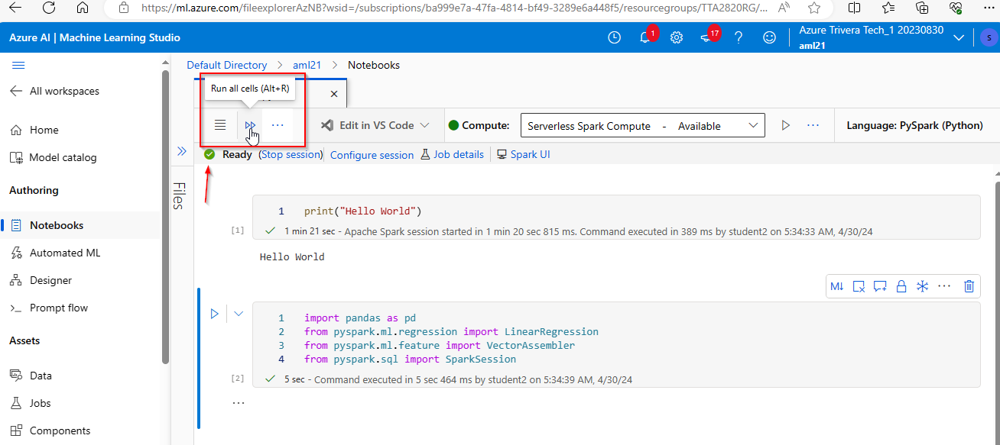 https://ml.azure.com/fileexplorerAzNB?wsid=/subscriptions/ba999e7a-47fa-4814-bf49-3289e6a448f5/resourcegroups/TTA2820RG/...
Azure AI | Machine Learning Studio
1
17
Azure Trivera Tech_1 20230830
aml21
S
Default Directory > aml21 > Notebooks
All workspaces
Home
Model catalog
Authoring
Notebooks
Automated ML
Designer
Prompt flow
Assets
Data
Jobs
Components
Files
Run all cells (Alt+R)
Edit in VS Code
Compute:
Serverless Spark Compute - Available
Language: PySpark (Python)
Ready (Stop session)
Configure session
Job details
Spark UI
1 print("Hello World")
[1]
1 min 21 sec - Apache Spark session started in 1 min 20 sec 815 ms. Command executed in 389 ms by student2 on 5:34:33 AM, 4/30/24
Hello World
M↓
1 import pandas as pd
2 from pyspark.ml.regression import LinearRegression
3 from pyspark.ml.feature import VectorAssembler
4 from pyspark.sql import SparkSession
[2]
5 sec - Command executed in 5 sec 464 ms by student2 on 5:34:39 AM, 4/30/24
...